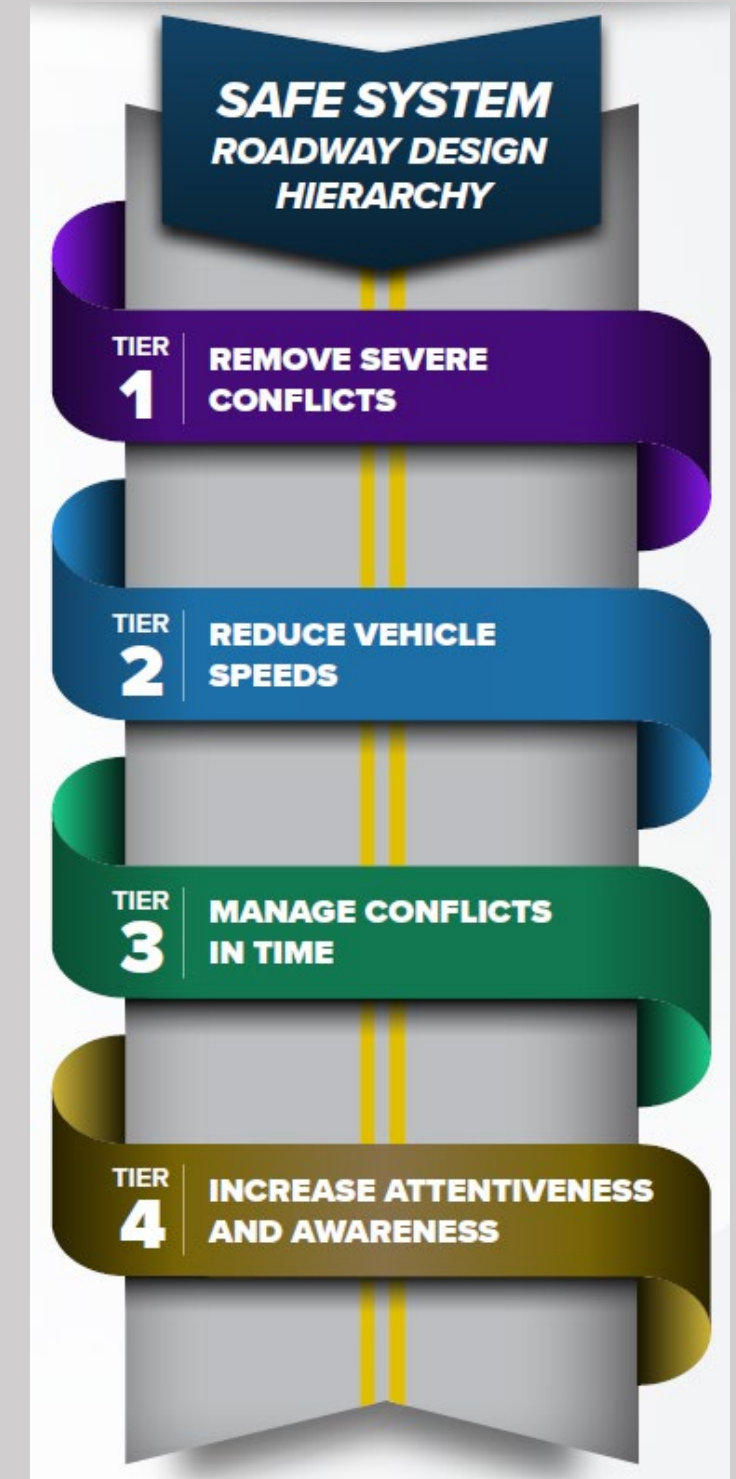 SAFE SYSTEM
ROADWAY DESIGN
HIERARCHY
TIER
1
REMOVE SEVERE
CONFLICTS
TIER
2
REDUCE VEHICLE
SPEEDS
TIER
3
MANAGE CONFLICTS
IN TIME
TIER
4
INCREASE ATTENTIVENESS
AND AWARENESS